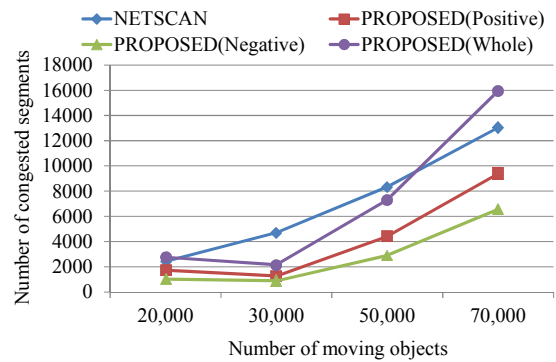 NETSCAN
PROPOSED(Positive)
PROPOSED(Negative)
PROPOSED(Whole)
Number of congested segments
18000
16000
14000
12000
10000
8000
6000
4000
2000
0
20,000
30,000
50,000
70,000
Number of moving objects